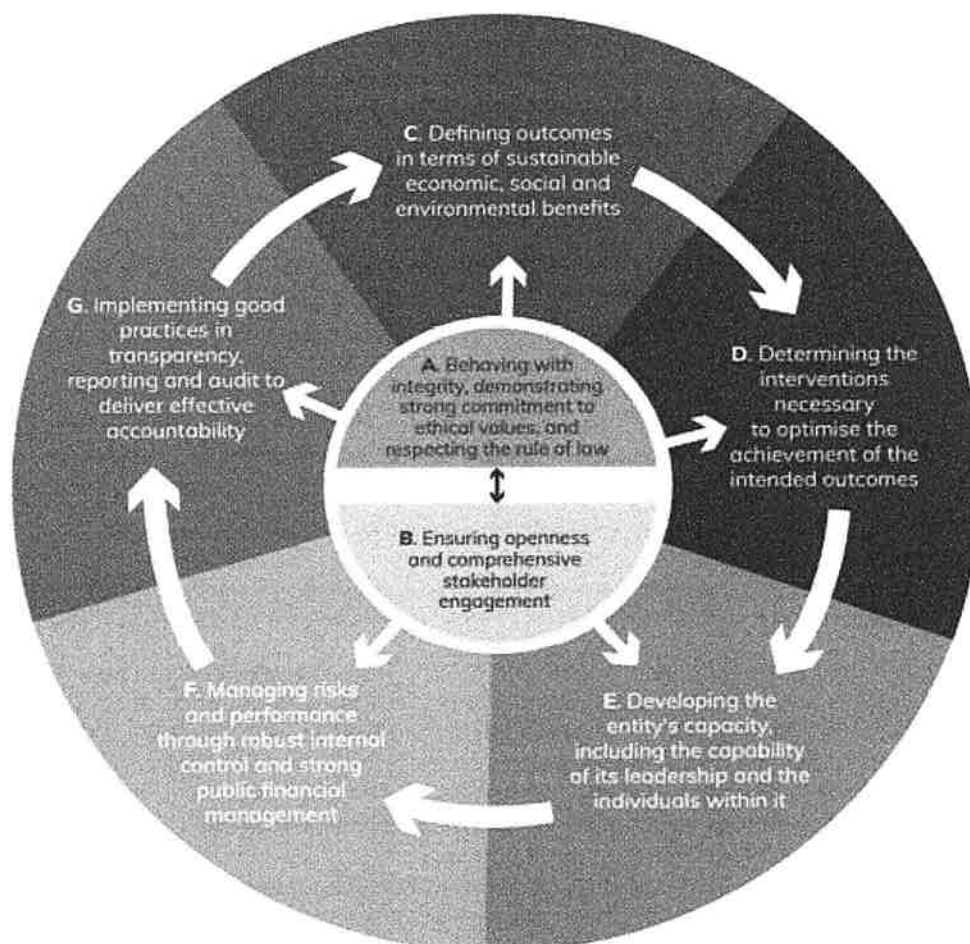 C. Defining outcomes
in terms of sustainable
economic, social and
environmental benefits
G. Implementing good
practices in
transparency,
reporting and audit to
deliver effective
accountability
A. Behaving with
integrity, demonstrating
strong commitment to
ethical values, and
respecting the rule of law
D. Determining the
interventions
necessary
to optimise the
achievement of the
intended outcomes
B. Ensuring openness
and comprehensive
stakeholder
engagement
F. Managing risks
and performance
through robust internal
control and strong
public financial
management
E. Developing the
entity's capacity,
including the capability
of its leadership and the
individuals within it